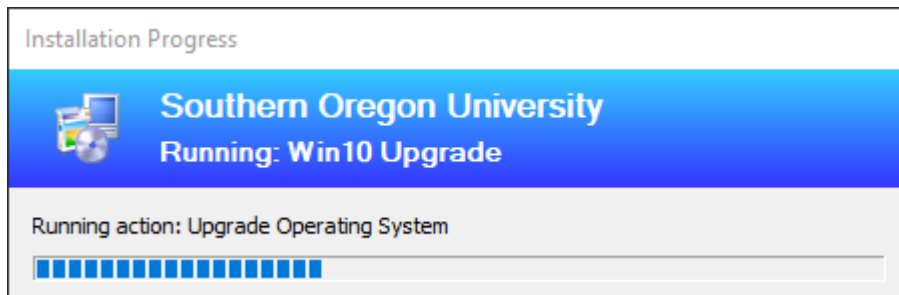 Installation Progress
Southern Oregon University
Running: Win10 Upgrade
Running action: Upgrade Operating System